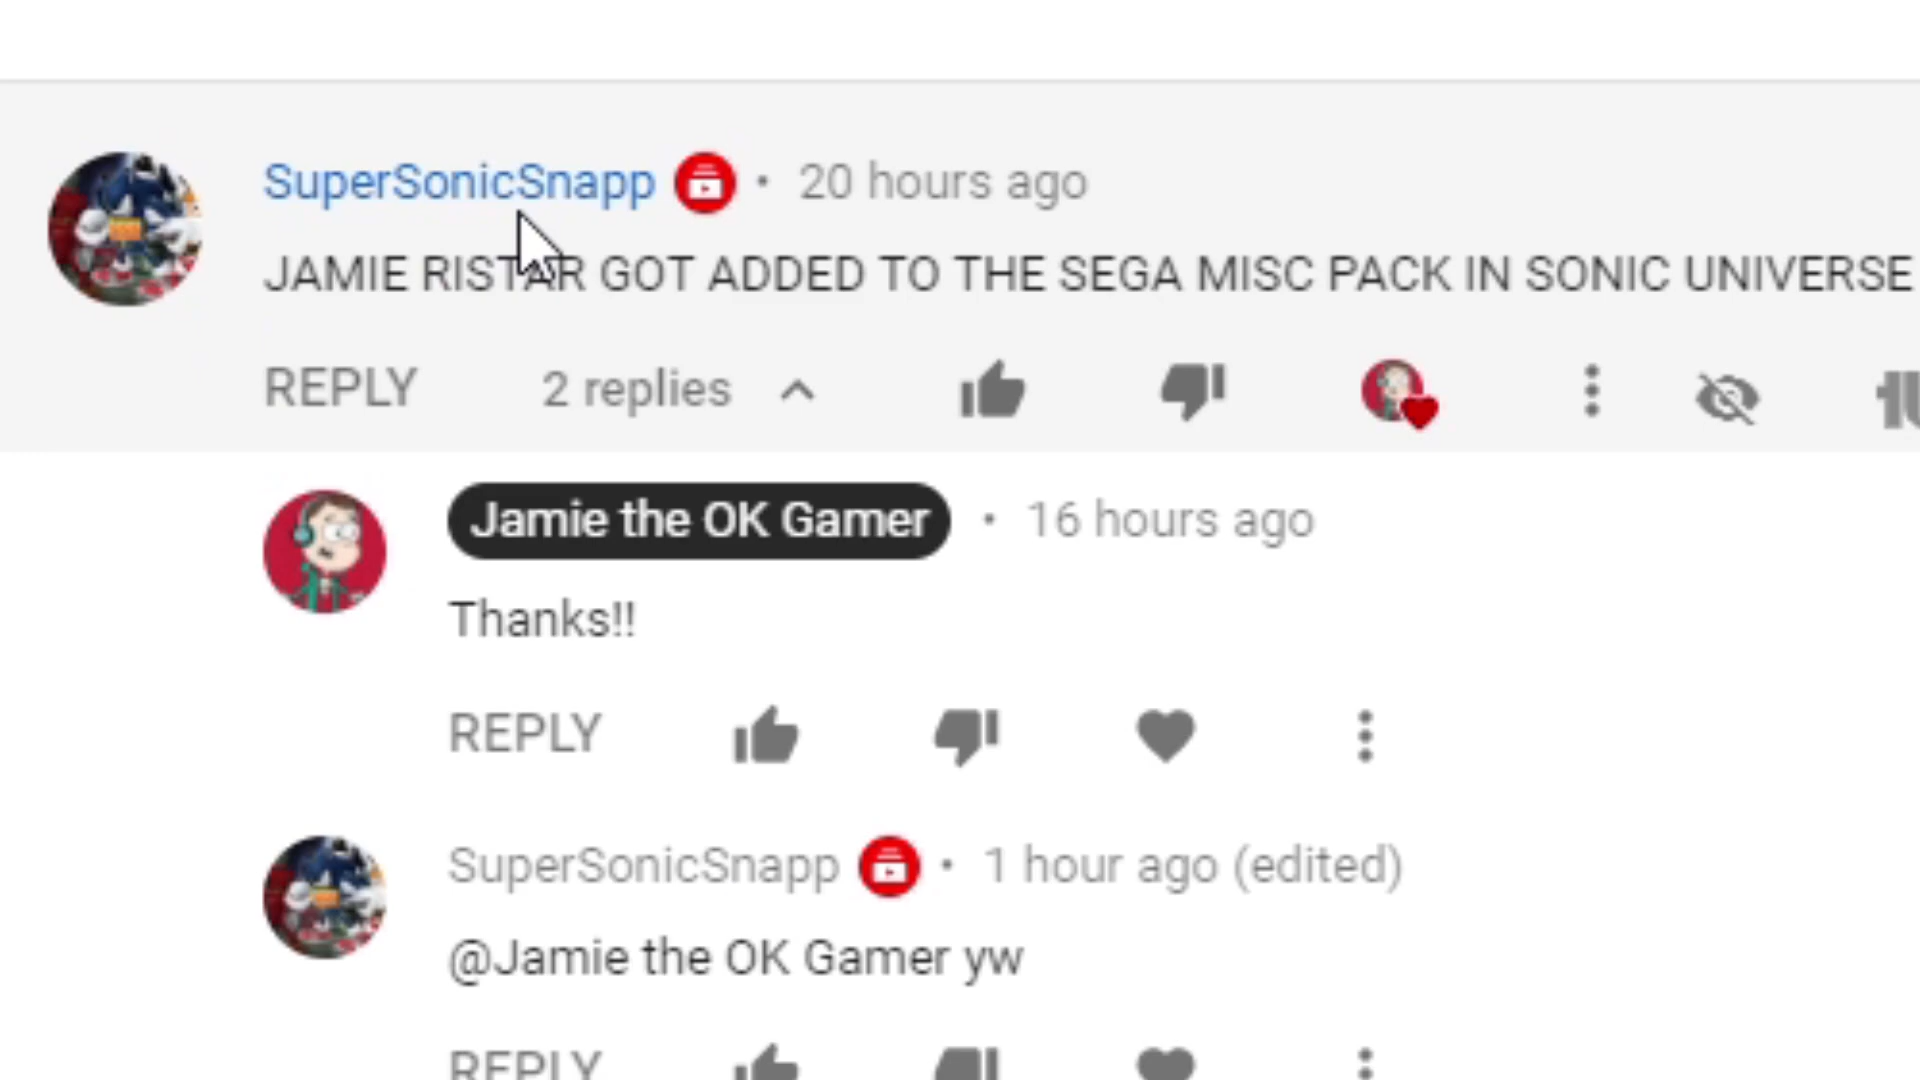 SuperSonicSnapp • 20 hours ago
JAMIE RISTAR GOT ADDED TO THE SEGA MISC PACK IN SONIC UNIVERSE
REPLY 2 replies
Jamie the OK Gamer • 16 hours ago
Thanks!!
REPLY
SuperSonicSnapp • 1 hour ago (edited)
@Jamie the OK Gamer yw
REPLY